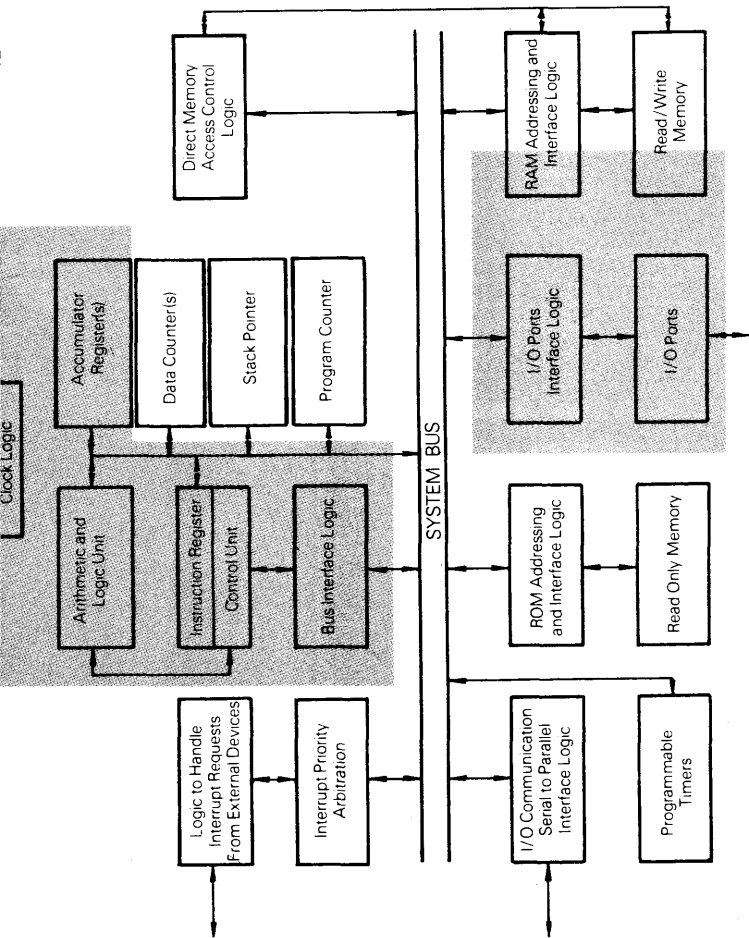 Clock Logic
Logic to Handle
Interrupt Requests
From External Devices
Interrupt Priority
Arbitration
Arithmetic and
Logic Unit
Instruction Register
Control Unit
Bus Interface Logic
Accumulator
Register(s)
Data Counter(s)
Stack Pointer
Program Counter
Direct Memory
Access Control
Logic
SYSTEM BUS
I/O Communication
Serial to Parallel
Interface Logic
Programmable
Timers
ROM Addressing
and Interface Logic
Read Only Memory
I/O Ports
Interface Logic
I/O Ports
RAM Addressing and
Interface Logic
Read/Write
Memory